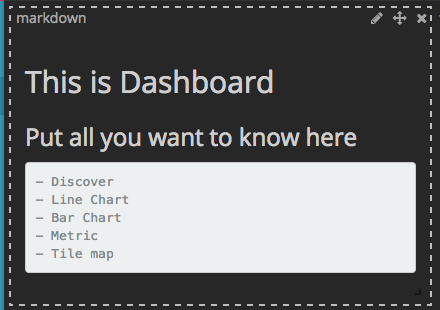 markdown
This is Dashboard
Put all you want to know here
– Discover
– Line Chart
– Bar Chart
– Metric
– Tile map